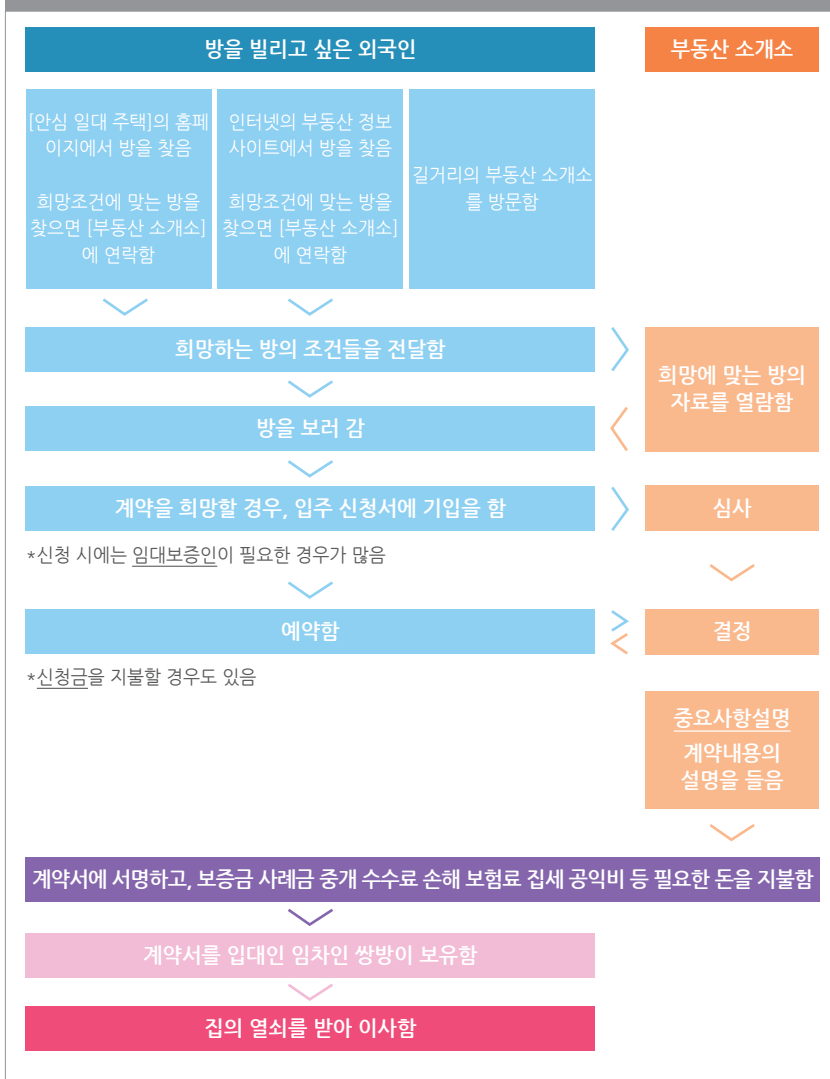 방을 빌리고 싶은 외국인
부동산 소개소
[안심 일대 주택]의 홈페
이지에서 방을 찾음
희망조건에 맞는 방을
찾으면 [부동산 소개소]
에 연락함
인터넷의 부동산 정보
사이트에서 방을 찾음
희망조건에 맞는 방을
찾으면 [부동산 소개소]
에 연락함
길거리의 부동산 소개소
를 방문함
희망하는 방의 조건들을 전달함
희망에 맞는 방의
자료를 열람함
방을 보러 감
계약을 희망할 경우, 입주 신청서에 기입을 함
심사
*신청 시에는 임대보증인이 필요한 경우가 많음
예약함
결정
*신청금을 지불할 경우도 있음
중요사항설명
계약내용의
설명을 들음
계약서에 서명하고, 보증금 사례금 중개 수수료 손해 보험료 집세 공익비 등 필요한 돈을 지불함
계약서를 입대인 임차인 쌍방이 보유함
집의 열쇠를 받아 이사함